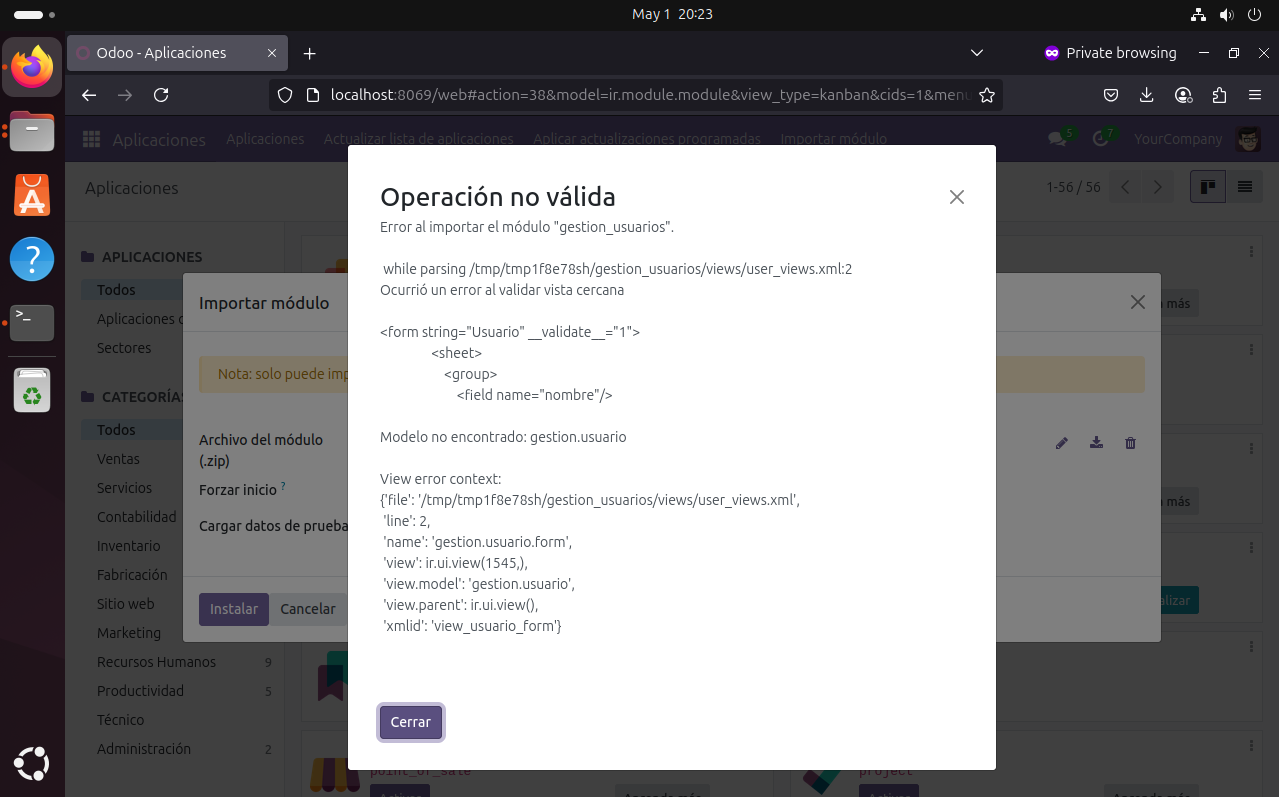 May 1 20:23
Odoo - Aplicaciones
Private browsing
localhost:8069/web#action=38&model=ir.module.module&view_type=kanban&cids=1&menu
Aplicaciones
Aplicaciones
Actualizar lista de aplicaciones
Aplicar actualizaciones programadas
Importar módulo
5
7
YourCompany
Aplicaciones
1-56 / 56
APLICACIONES
Todos
Aplicaciones
Sectores
CATEGORÍAS
Todos
Ventas
Servicios
Contabilidad
Inventario
Fabricación
Sitio web
Marketing
Recursos Humanos 9
Productividad 5
Técnico
Administración 2
Importar módulo
Nota: solo puede imp
Archivo del módulo
(.zip)
Forzar inicio ?
Cargar datos de prueba
Instalar
Cancelar
Operación no válida
Error al importar el módulo "gestion_usuarios".
while parsing /tmp/tmp1f8e78sh/gestion_usuarios/views/user_views.xml:2
Ocurrió un error al validar vista cercana
<form string="Usuario" __validate__="1">
<sheet>
<group>
<field name="nombre"/>
Modelo no encontrado: gestion.usuario
View error context:
{'file': '/tmp/tmp1f8e78sh/gestion_usuarios/views/user_views.xml',
'line': 2,
'name': 'gestion.usuario.form',
'view': ir.ui.view(1545,),
'view.model': 'gestion.usuario',
'view.parent': ir.ui.view(),
'xmlid': 'view_usuario_form'}
Cerrar
más
más
alizar
point_of_sale
project
Activar
Aprende más
Activar
Aprende más